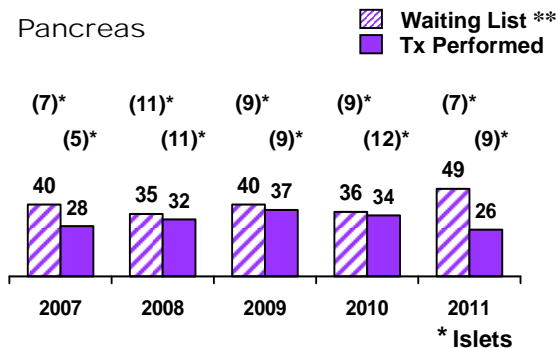 Pancreas
Waiting List **
Tx Performed
(7)* (11)* (9)* (9)* (7)*
(5)* (11)* (9)* (12)* (9)*
40 28 35 32 40 37 36 34 49 26
2007 2008 2009 2010 2011
* Islets